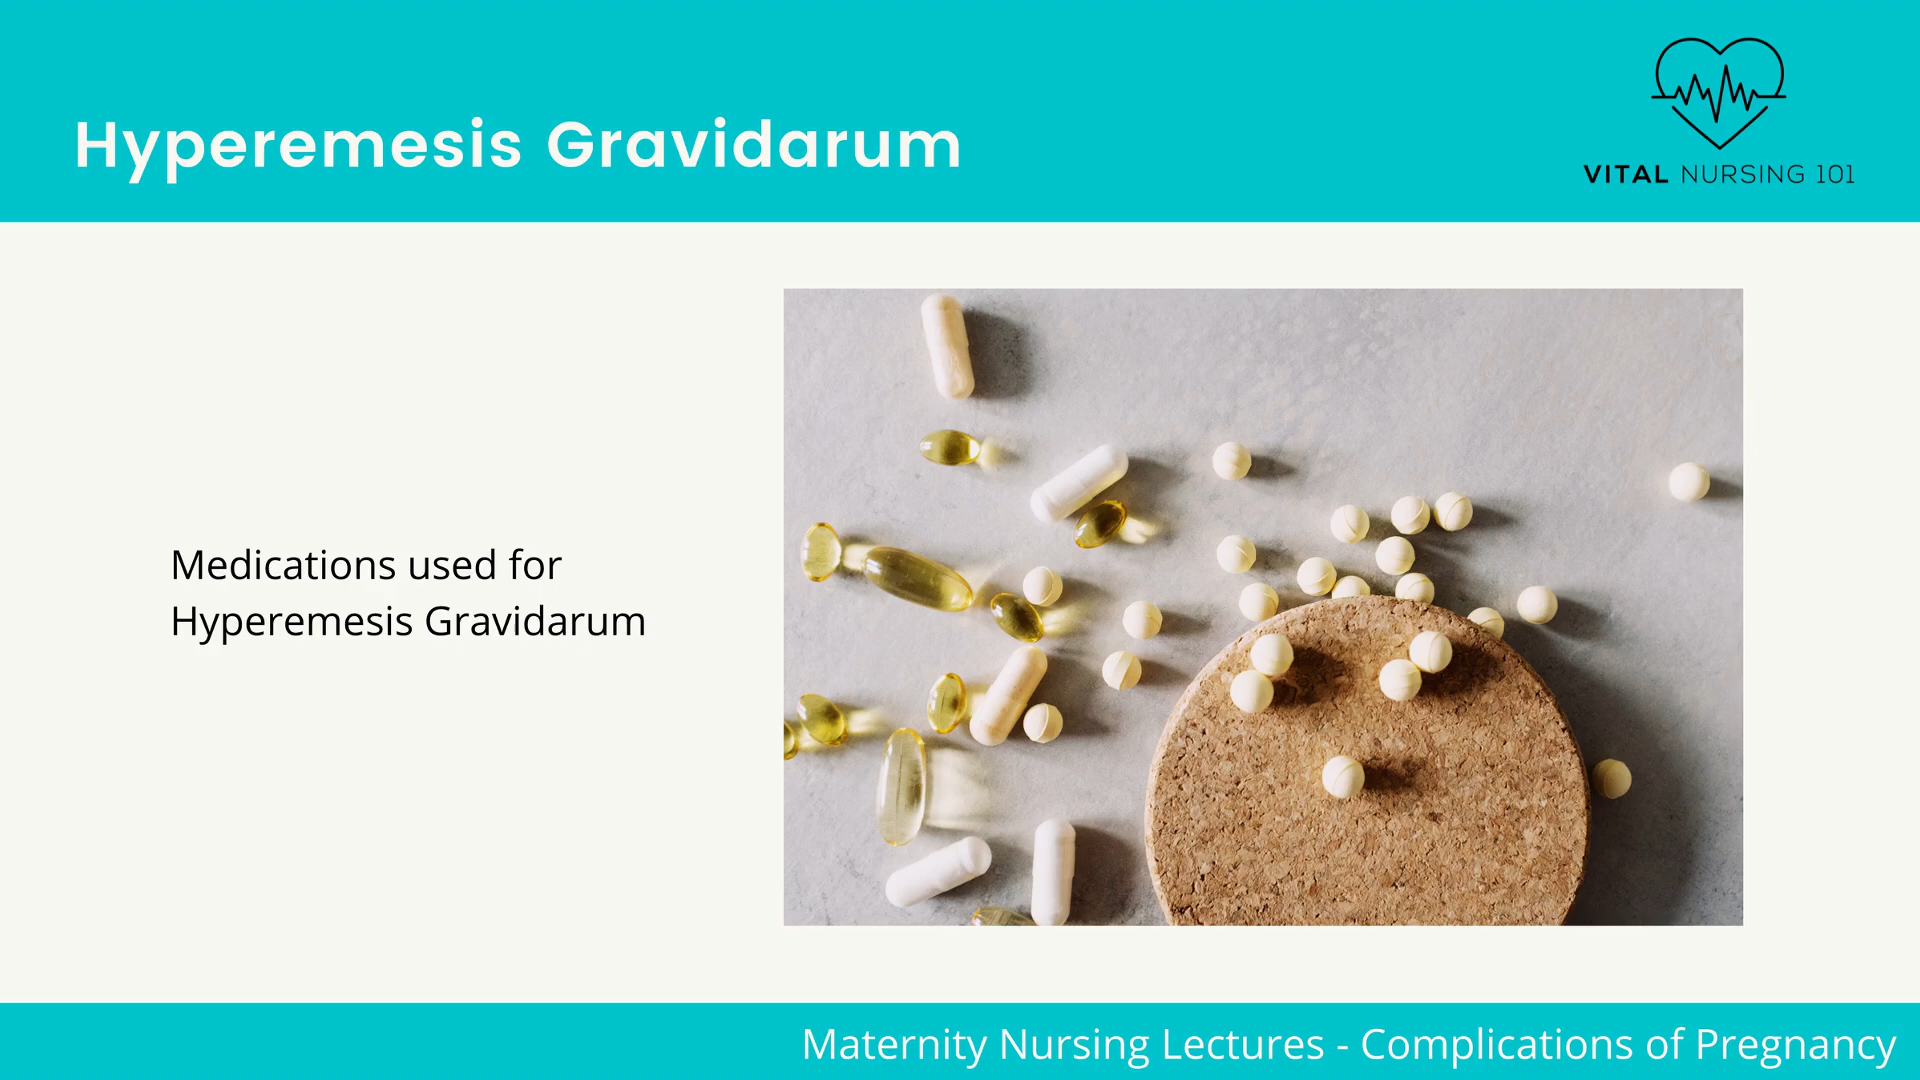 Hyperemesis Gravidarum
VITAL NURSING 101
Medications used for
Hyperemesis Gravidarum
Maternity Nursing Lectures - Complications of Pregnancy